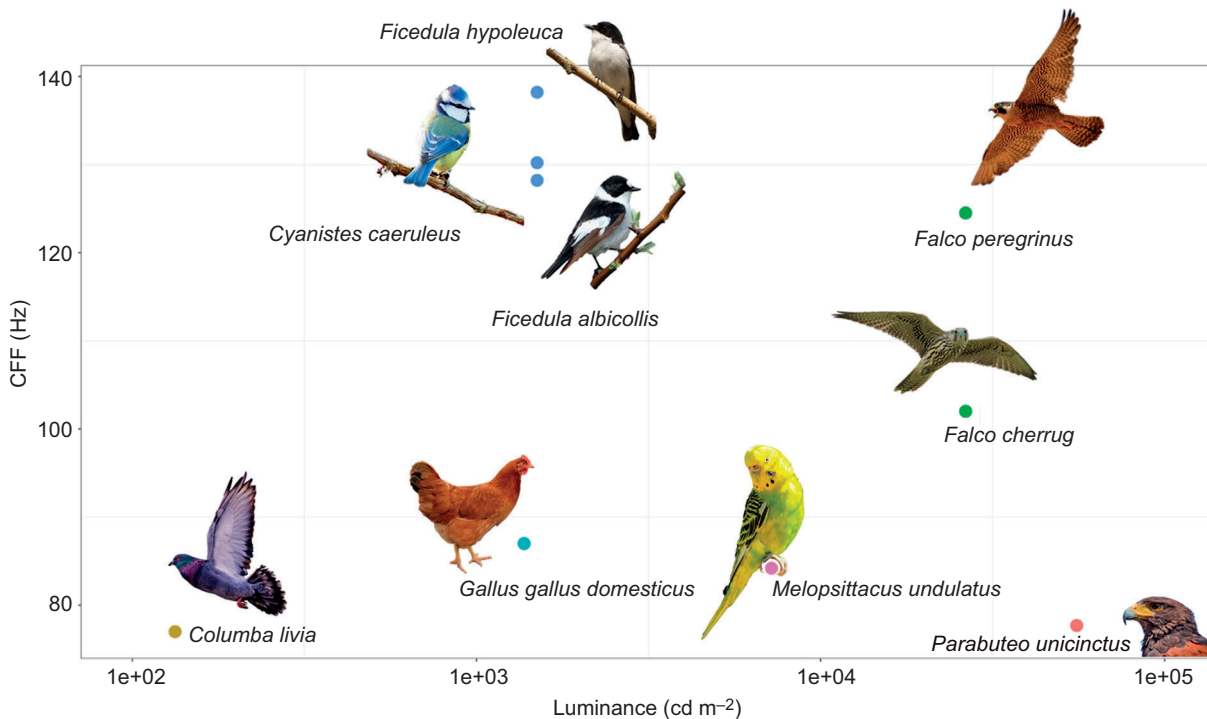 Ficedula hypoleuca
140
Cyanistes caeruleus
Falco peregrinus
120
Ficedula albicollis
CFF (Hz)
Falco cherrug
100
Gallus gallus domesticus
Melopsittacus undulatus
80
Columba livia
Parabuteo unicinctus
1e+02
1e+03
1e+04
1e+05
Luminance (cd m–2)